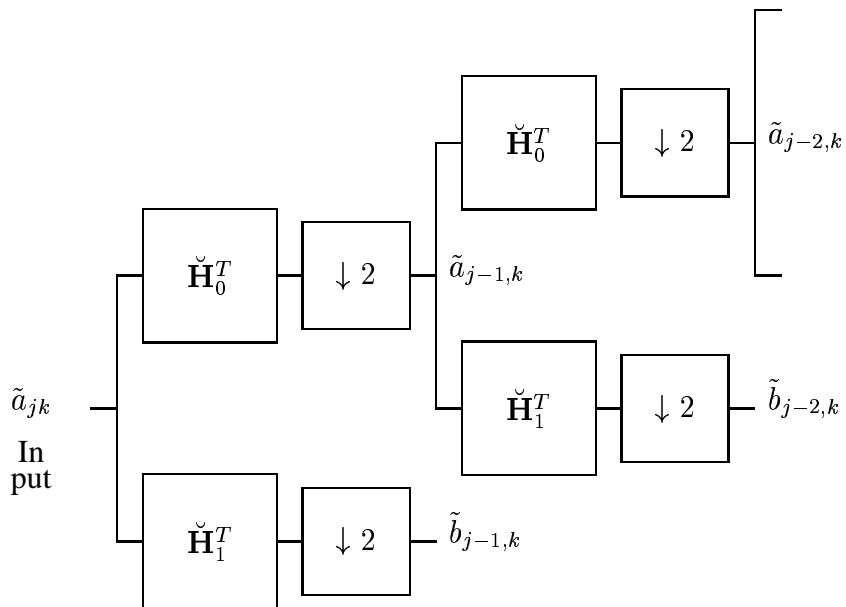 H̆₀ᵀ
↓ 2
ã_{j−2,k}
H̆₀ᵀ
↓ 2
ã_{j−1,k}
ã_{jk}
In
put
H̆₁ᵀ
↓ 2
b̃_{j−2,k}
H̆₁ᵀ
↓ 2
b̃_{j−1,k}